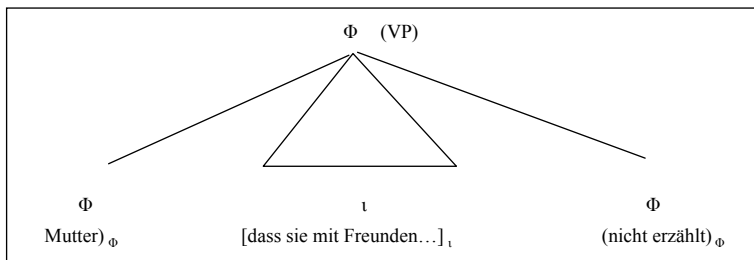 Φ (VP)
Φ ι Φ
Mutter) Φ [dass sie mit Freunden…] ι (nicht erzählt) Φ